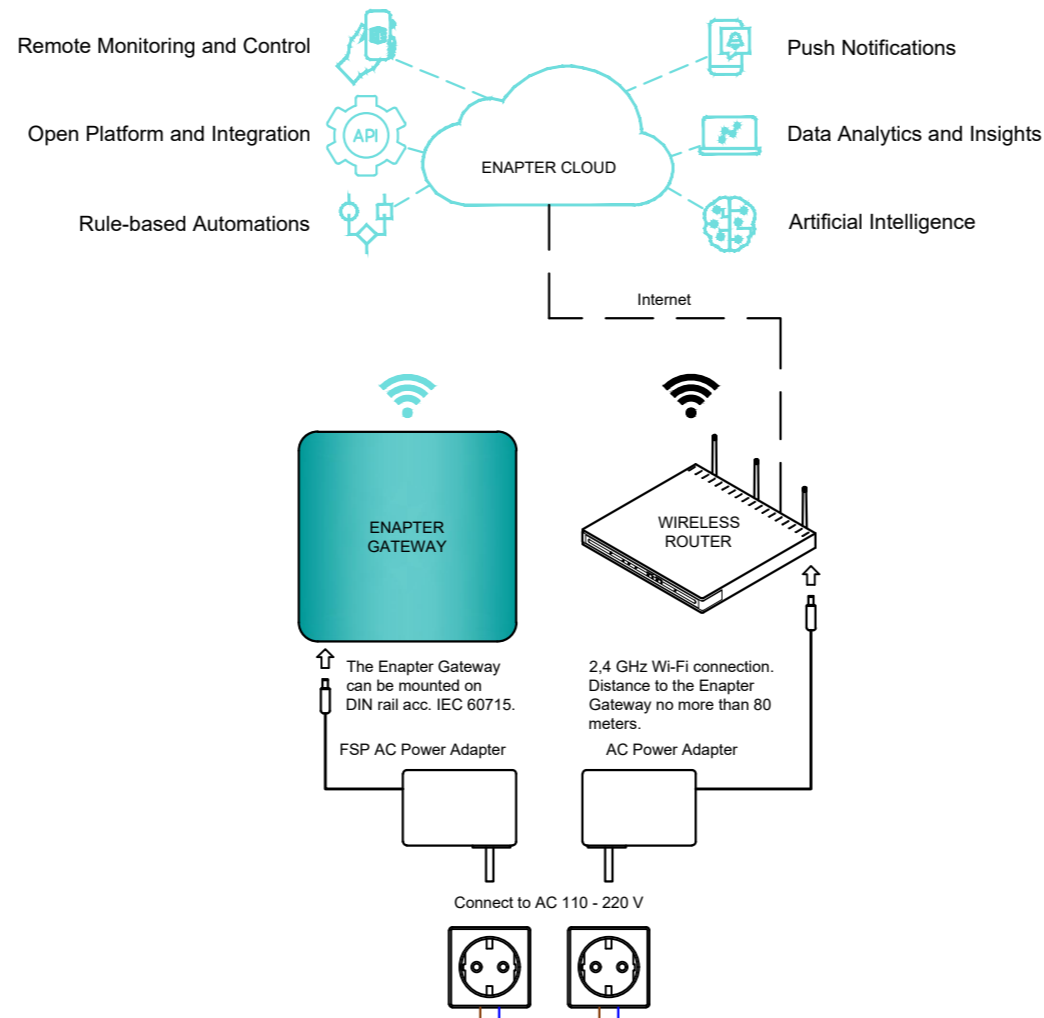 Remote Monitoring and Control
Push Notifications
Open Platform and Integration
API
Data Analytics and Insights
ENAPTER CLOUD
Rule-based Automations
Artificial Intelligence
Internet
ENAPTER
GATEWAY
WIRELESS
ROUTER
The Enapter Gateway
can be mounted on
DIN rail acc. IEC 60715.
2,4 GHz Wi-Fi connection.
Distance to the Enapter
Gateway no more than 80
meters.
FSP AC Power Adapter
AC Power Adapter
Connect to AC 110 - 220 V